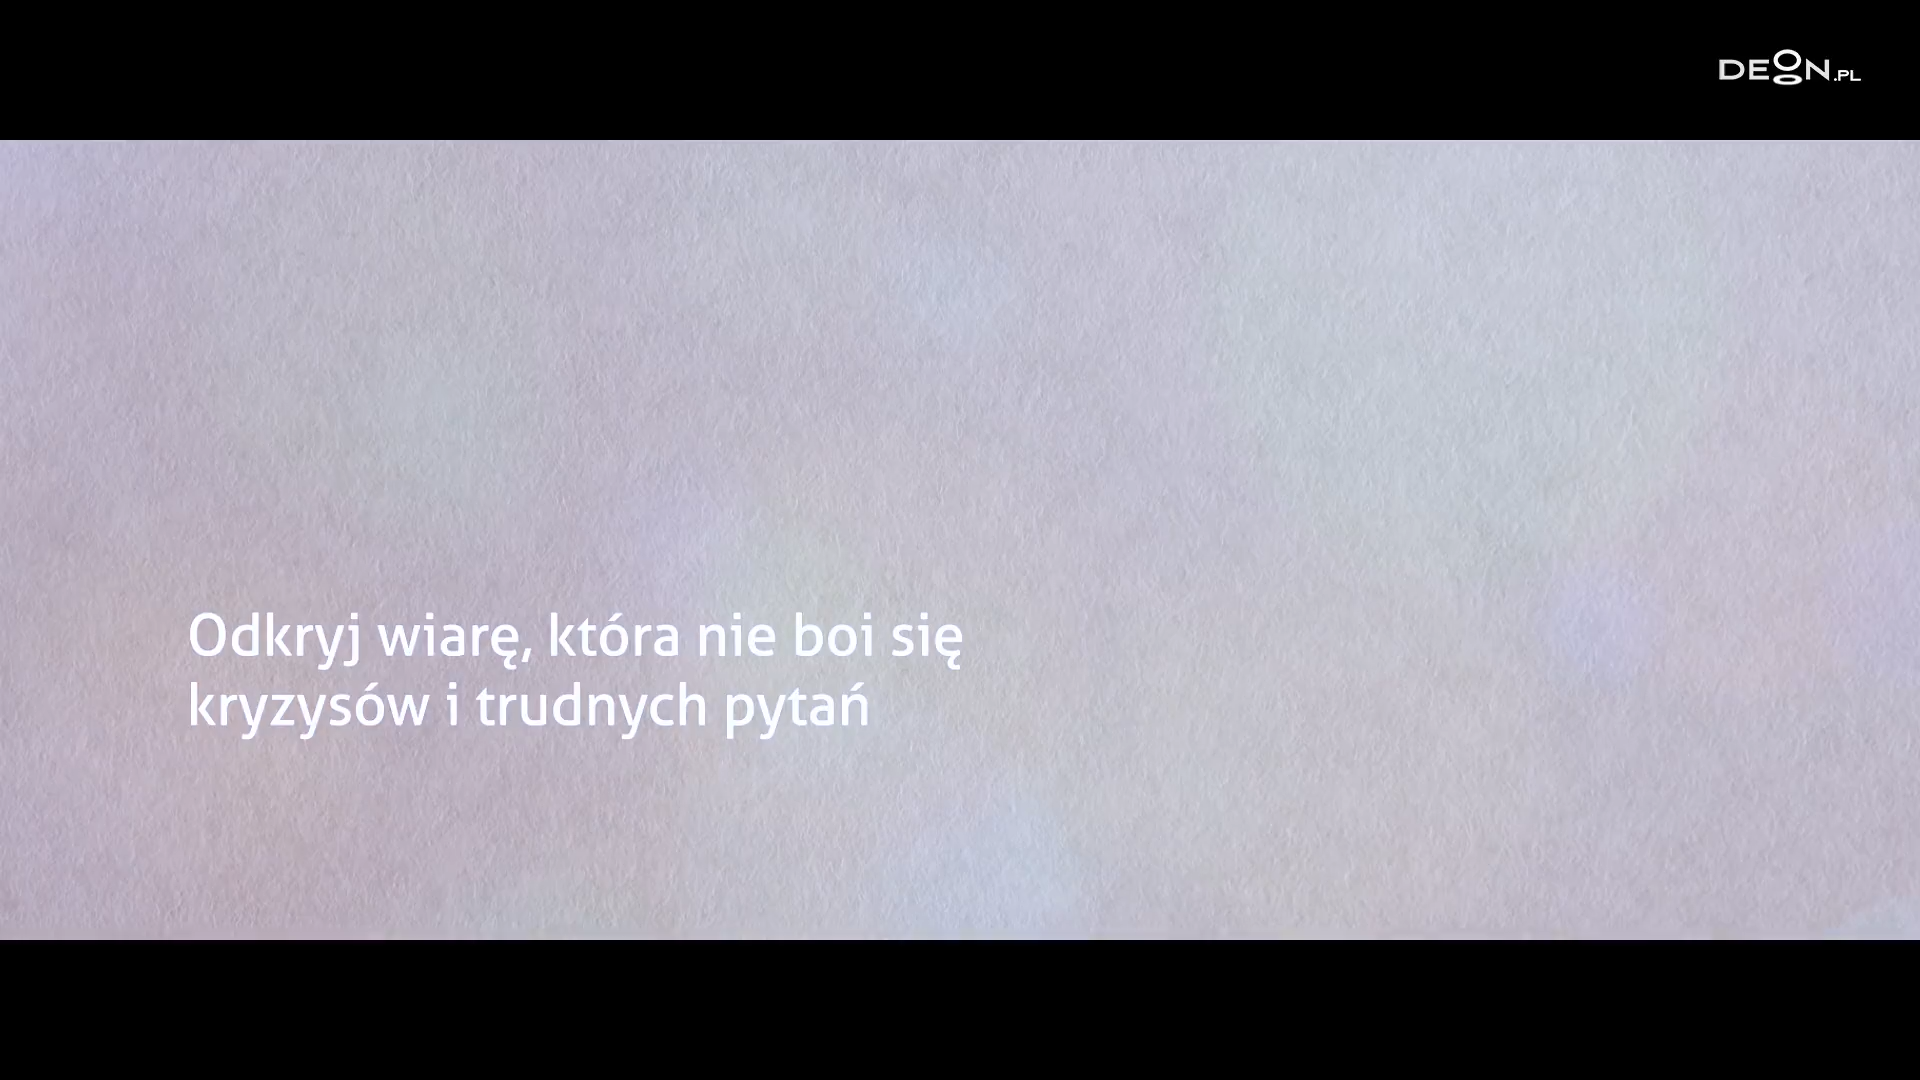 DEON.PL
Odkryj wiarę, która nie boi się
kryzysów i trudnych pytań